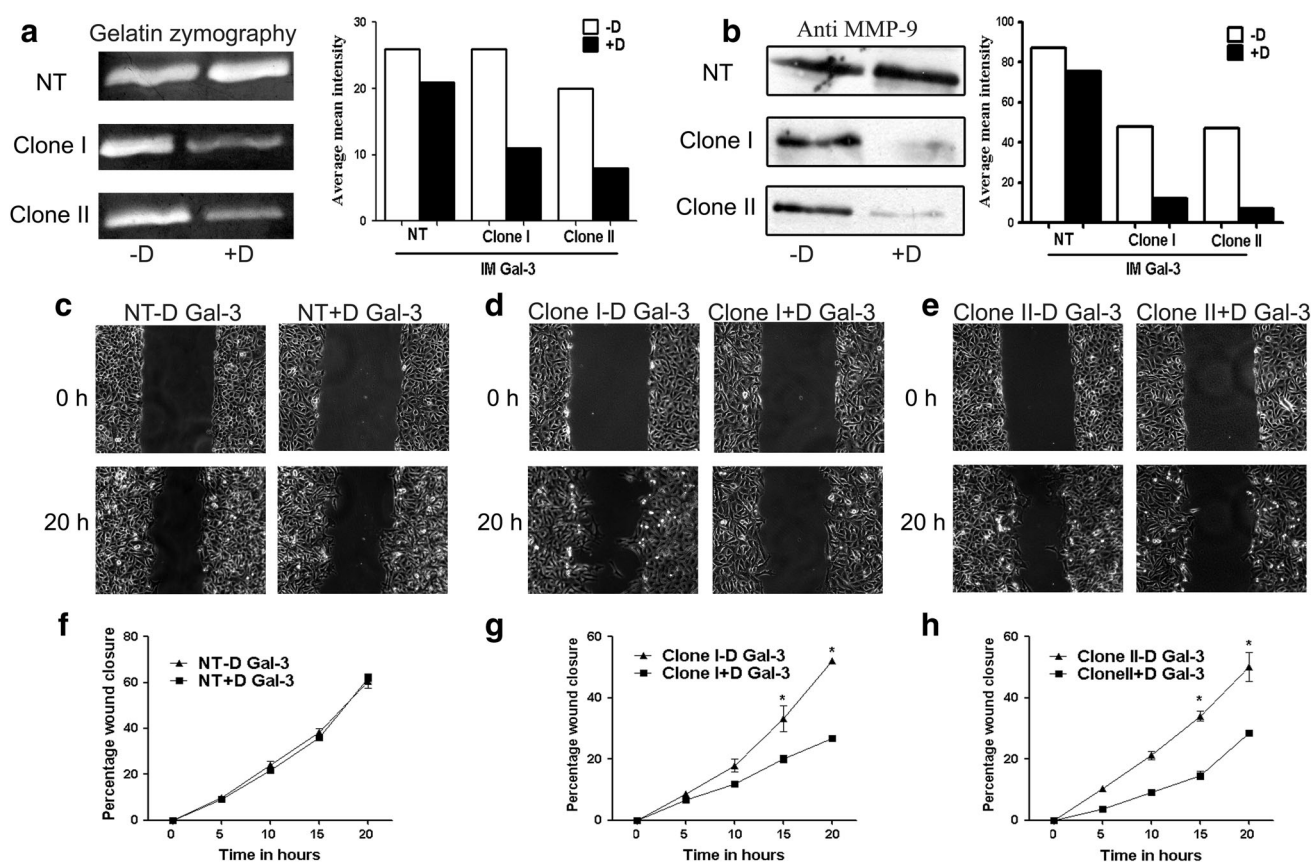 a
Gelatin zymography
NT
Clone I
Clone II
-D +D
Average mean intensity
30
20
10
0
-D
+D
NT Clone I Clone II
IM Gal-3
b
Anti MMP-9
NT
Clone I
Clone II
-D +D
Average mean intensity
100
80
60
40
20
0
-D
+D
NT Clone I Clone II
IM Gal-3
c
NT-D Gal-3 NT+D Gal-3
0 h
20 h
d
Clone I-D Gal-3 Clone I+D Gal-3
0 h
20 h
e
Clone II-D Gal-3 Clone II+D Gal-3
0 h
20 h
f
Percentage wound closure
80
60
40
20
0
NT-D Gal-3
NT+D Gal-3
0 5 10 15 20
Time in hours
g
Percentage wound closure
60
40
20
0
Clone I-D Gal-3
Clone I+D Gal-3
* *
0 5 10 15 20
Time in hours
h
Percentage wound closure
60
40
20
0
Clone II-D Gal-3
CloneII+D Gal-3
* *
0 5 10 15 20
Time in hours